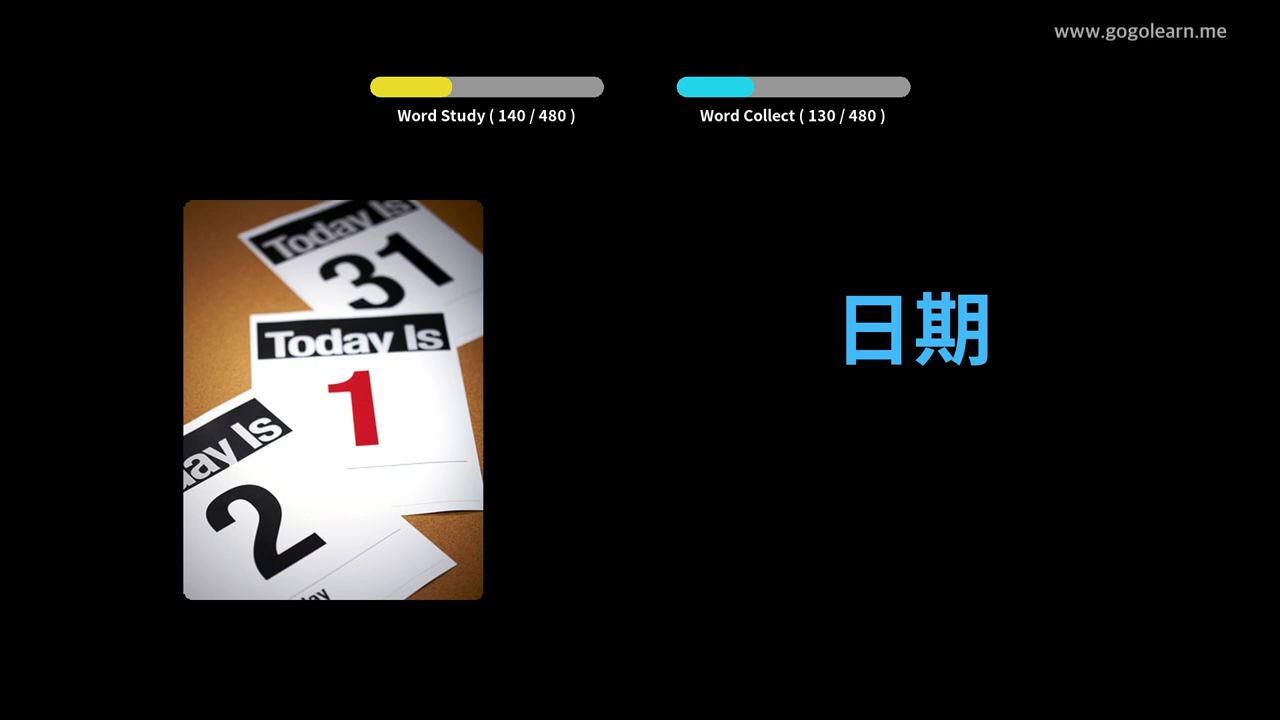 www.gogolearn.me
Word Study ( 140 / 480 )
Word Collect ( 130 / 480 )
Today Is
31
Today Is
1
日期
ay Is
2
ay